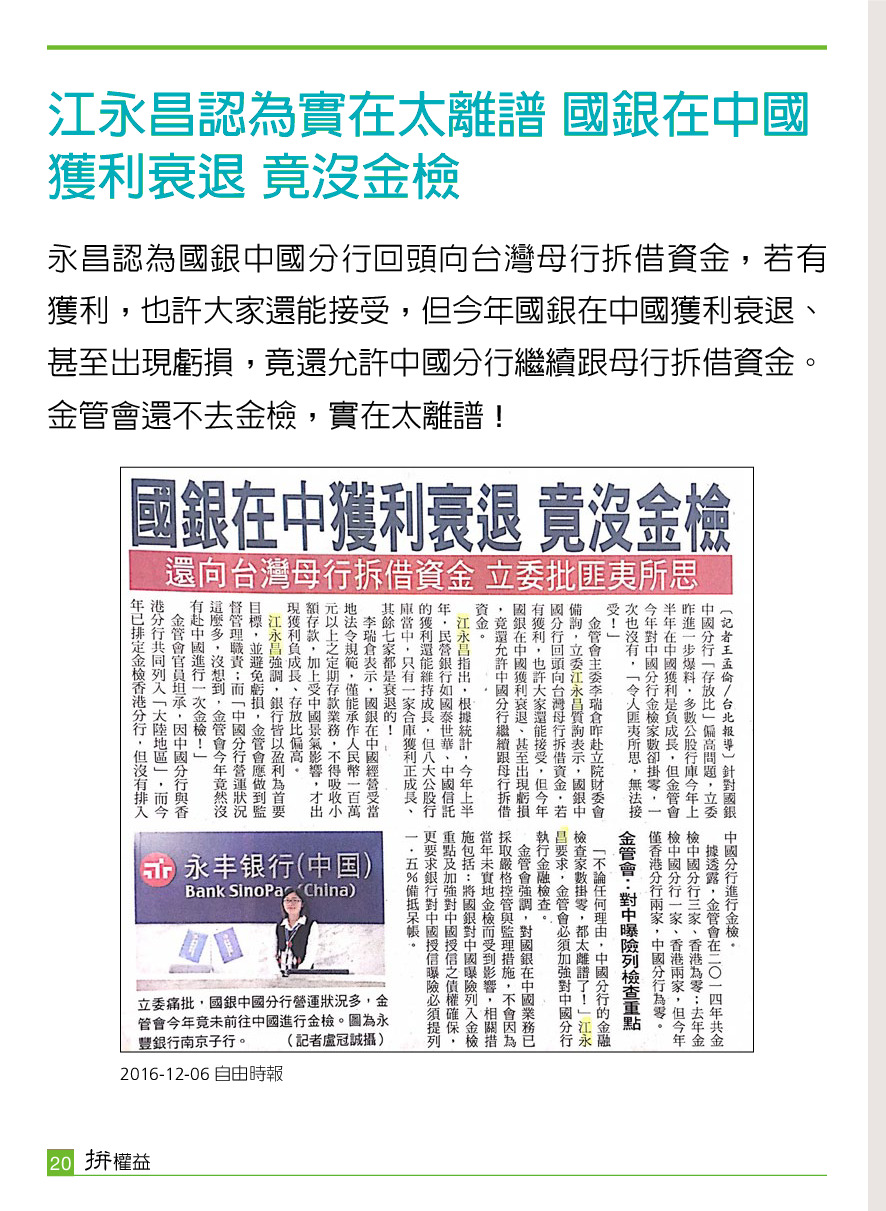 江永昌認為實在太離譜 國銀在中國
獲利衰退 竟沒金檢
永昌認為國銀中國分行回頭向台灣母行拆借資金，若有
獲利，也許大家還能接受，但今年國銀在中國獲利衰退、
甚至出現虧損，竟還允許中國分行繼續跟母行拆借資金。
金管會還不去金檢，實在太離譜！
國銀在中獲利衰退 竟沒金檢
還向台灣母行拆借資金 立委批匪夷所思
〔記者王孟倫／台北報導〕針對國銀
中國分行「存放比」偏高問題，立委
昨進一步爆料，多數公股行庫今年上
半年在中國獲利是負成長，但金管會
今年對中國分行金檢家數卻掛零，一
次也沒有，「令人匪夷所思，無法接
受！」
金管會主委李瑞倉昨赴立院財委會
備詢，立委江永昌質詢表示，國銀中
國分行回頭向台灣母行拆借資金，若
有獲利，也許大家還能接受，但今年
國銀在中國獲利衰退、甚至出現虧損
，竟還允許中國分行繼續跟母行拆借
資金。
江永昌指出，根據統計，今年上半
年，民營銀行如國泰世華、中國信託
的獲利還能維持成長，但八大公股行
庫當中，只有一家合庫獲利正成長、
其餘七家都是衰退的！
李瑞倉表示，國銀在中國經營受當
地法令規範，僅能承作人民幣一百萬
元以上之定期存款業務，不得吸收小
額存款，加上受中國景氣影響，才出
現獲利負成長、存放比偏高。
江永昌強調，銀行皆以盈利為首要
目標，並避免虧損，金管會應做到監
督管理職責；而「中國分行營運狀況
這麼多，沒想到，金管會今年竟然沒
有赴中國進行一次金檢！」
金管會官員坦承，因中國分行與香
港分行共同列入「大陸地區」，而今
年已排定金檢香港分行，但沒有排入
中國分行進行金檢。
據透露，金管會在二〇一四年共金
檢中國分行三家、香港為零；去年金
檢中國分行一家、香港兩家，但今年
僅香港分行兩家，中國分行為零。
金管會：對中曝險列檢查重點
「不論任何理由，中國分行的金融
檢查家數掛零，都太離譜了！」江永
昌要求，金管會必須加強對中國分行
執行金融檢查。
金管會強調，對國銀在中國業務已
採取嚴格控管與監理措施，不會因為
當年未實地金檢而受到影響，相關措
施包括：將國銀對中國曝險列入金檢
重點及加強對中國授信之債權確保，
更要求銀行對中國授信曝險必須提列
一．五％備抵呆帳。
永丰银行(中国)
Bank SinoPac (China)
立委痛批，國銀中國分行營運狀況多，金
管會今年竟未前往中國進行金檢。圖為永
豐銀行南京子行。 （記者盧冠誠攝）
2016-12-06 自由時報
20 拚權益